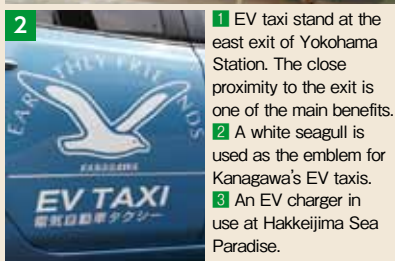 2
EARTHLY FRIENDS
KANAGAWA
EV TAXI
電気自動車タクシー
1 EV taxi stand at the
east exit of Yokohama
Station. The close
proximity to the exit is
one of the main benefits.
2 A white seagull is
used as the emblem for
Kanagawa's EV taxis.
3 An EV charger in
use at Hakkeijima Sea
Paradise.